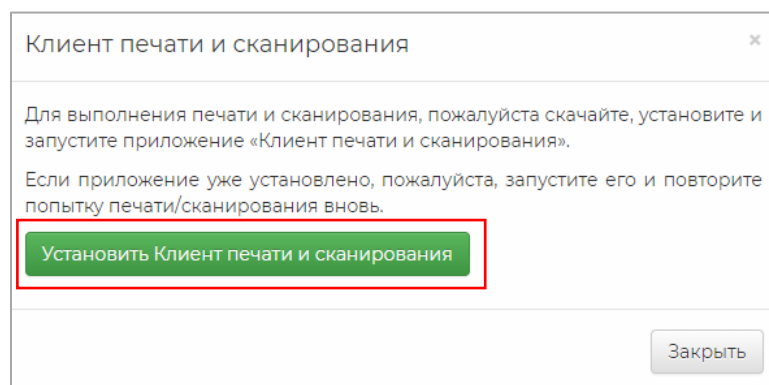 Клиент печати и сканирования
×
Для выполнения печати и сканирования, пожалуйста скачайте, установите и
запустите приложение «Клиент печати и сканирования».
Если приложение уже установлено, пожалуйста, запустите его и повторите
попытку печати/сканирования вновь.
Установить Клиент печати и сканирования
Закрыть